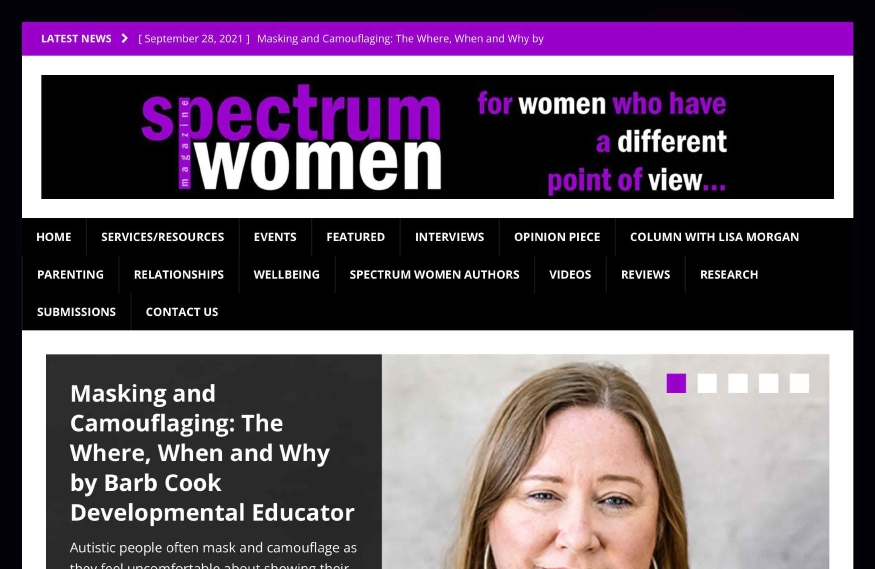 LATEST NEWS [ September 28, 2021 ] Masking and Camouflaging: The Where, When and Why by
spectrum
magazine
women
for women who have
a different
point of view...
HOME SERVICES/RESOURCES EVENTS FEATURED INTERVIEWS OPINION PIECE COLUMN WITH LISA MORGAN
PARENTING RELATIONSHIPS WELLBEING SPECTRUM WOMEN AUTHORS VIDEOS REVIEWS RESEARCH
SUBMISSIONS CONTACT US
Masking and
Camouflaging: The
Where, When and Why
by Barb Cook
Developmental Educator
Autistic people often mask and camouflage as
they feel uncomfortable about showing their